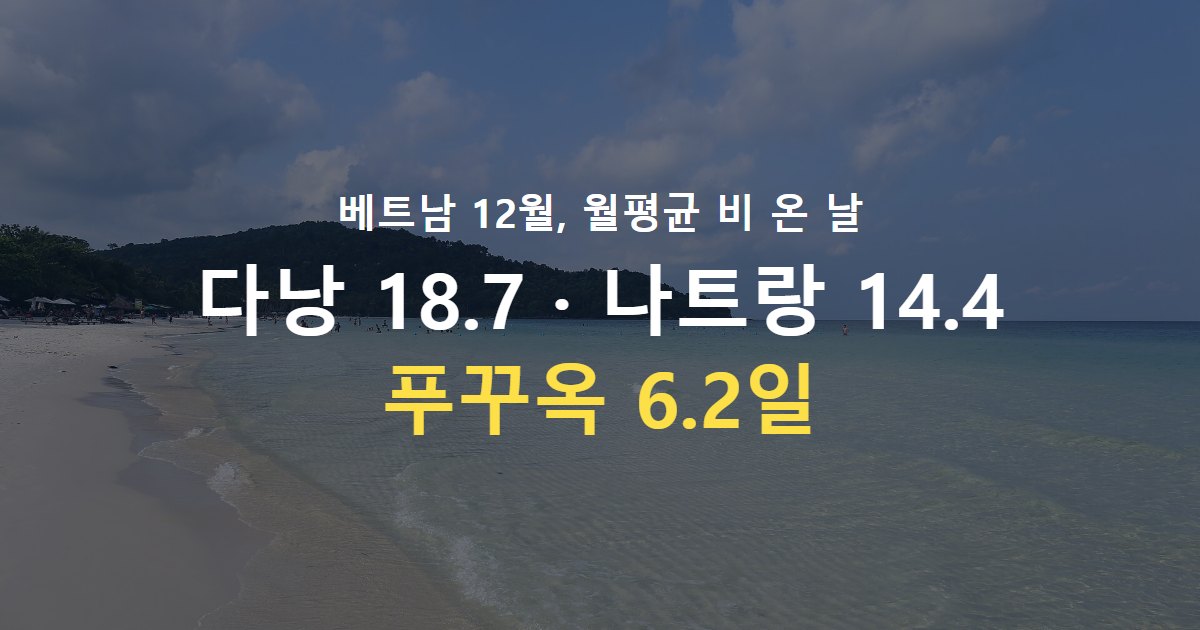 베트남 12월, 월평균 비 온 날
다낭 18.7 · 나트랑 14.4
푸꾸옥 6.2일